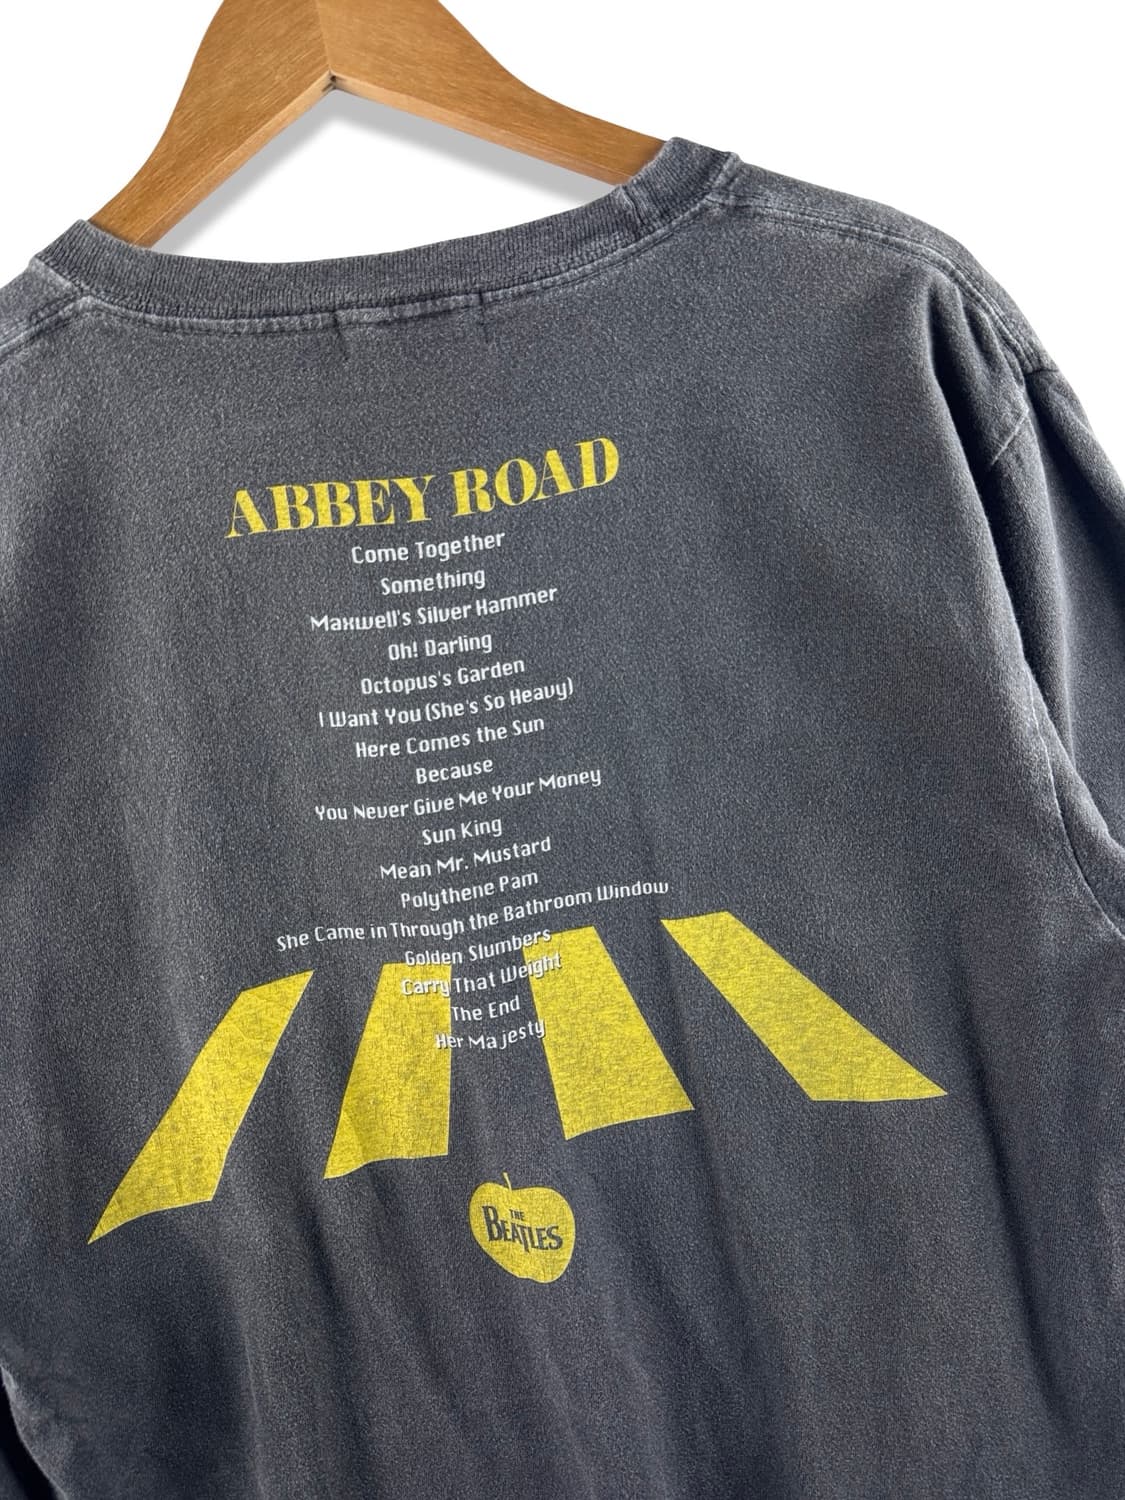 ABBEY ROAD
Come Together
Something
Maxwell's Silver Hammer
Oh! Darling
Octopus's Garden
I Want You (She's So Heavy)
Here Comes the Sun
Because
You Never Give Me Your Money
Sun King
Mean Mr. Mustard
Polythene Pam
She Came in Through the Bathroom Window
Golden Slumbers
Carry That Weight
The End
Her Majesty
THE
BEATLES